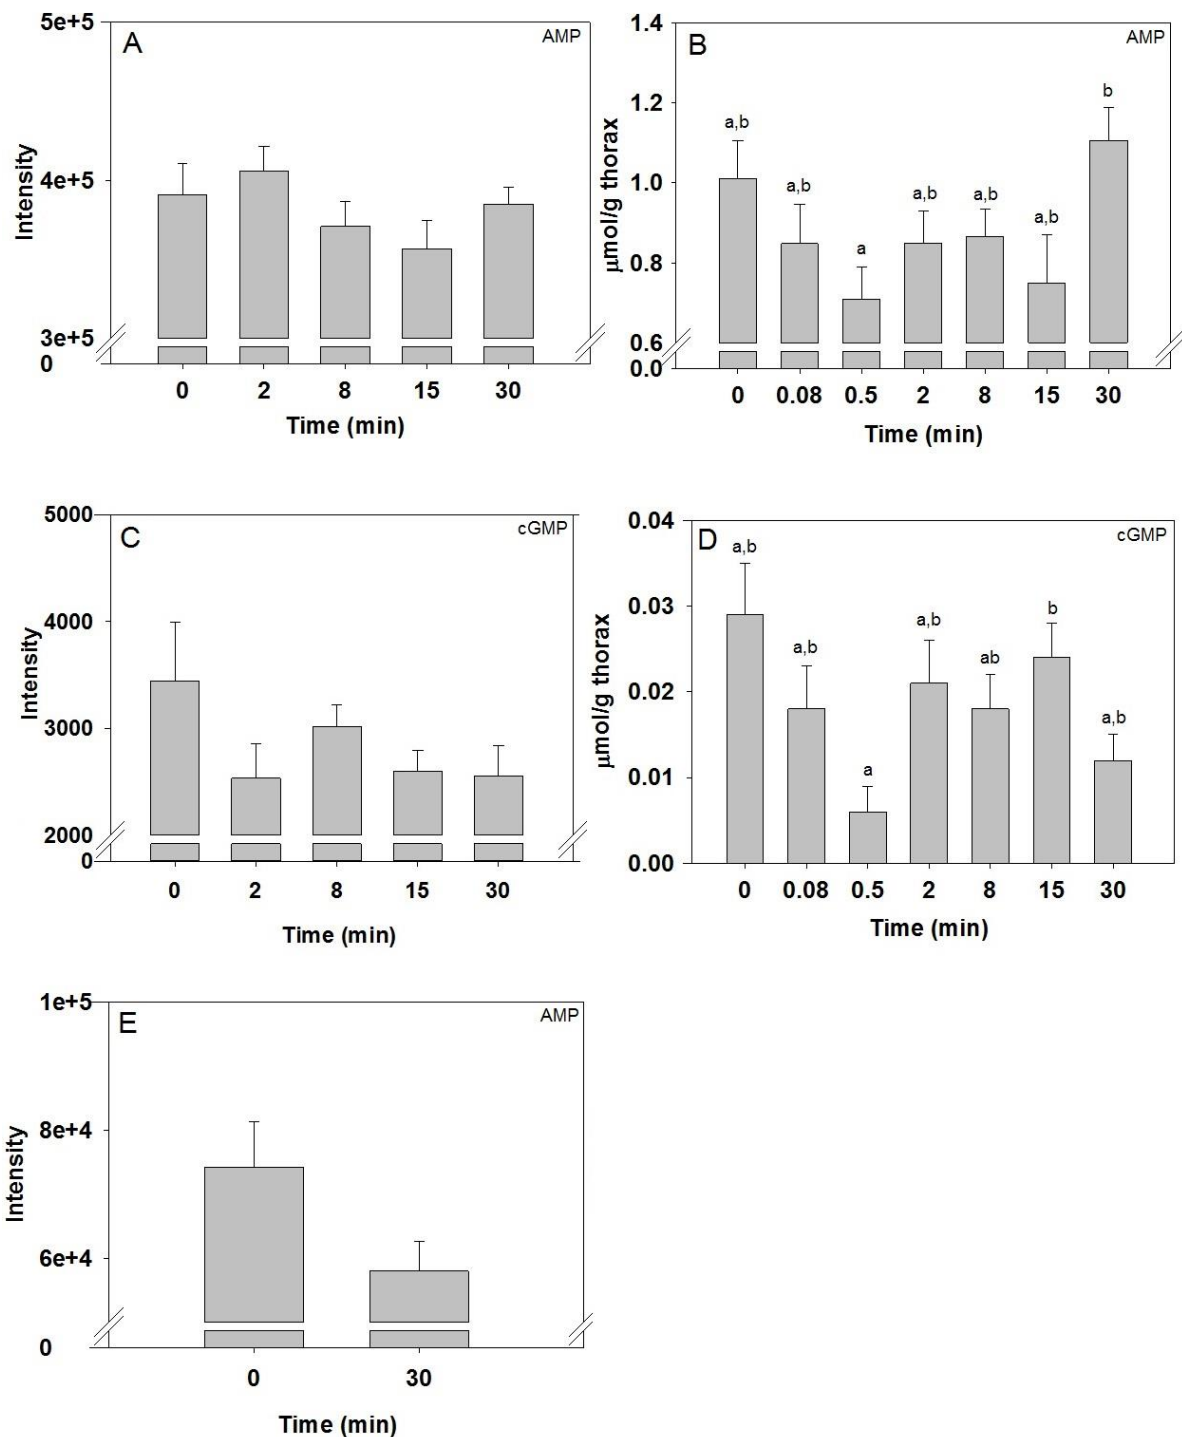 A
AMP
5e+5
4e+5
3e+5
0
Intensity
0 2 8 15 30
Time (min)
B
AMP
1.4
1.2
1.0
0.8
0.6
0.0
μmol/g thorax
a,b
a,b
a
a,b
a,b
a,b
b
0 0.08 0.5 2 8 15 30
Time (min)
C
cGMP
5000
4000
3000
2000
0
Intensity
0 2 8 15 30
Time (min)
D
cGMP
0.04
0.03
0.02
0.01
0.00
μmol/g thorax
a,b
a,b
a
a,b
ab
b
a,b
0 0.08 0.5 2 8 15 30
Time (min)
E
AMP
1e+5
8e+4
6e+4
0
Intensity
0 30
Time (min)